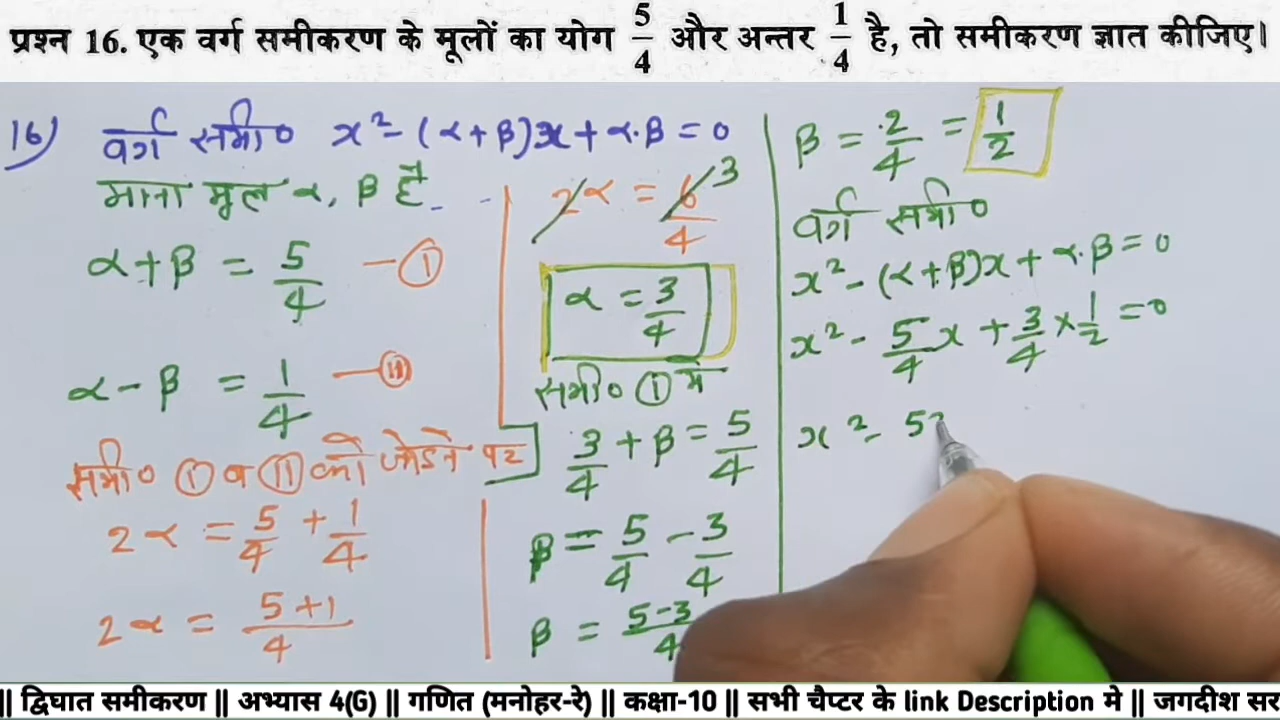 प्रश्न 16. एक वर्ग समीकरण के मूलों का योग 5/4 और अन्तर 1/4 है, तो समीकरण ज्ञात कीजिए।
16) वर्ग समी० x² - (α+β)x + α.β = 0
माना मूल α, β है
α + β = 5/4 — ①
α - β = 1/4 — ⑪
समी० ① व ⑪ को जोडने पर
2α = 5/4 + 1/4
2α = 5+1/4
2α = 6/4 3
α = 3/4
समी० ① मे
3/4 + β = 5/4
β = 5/4 - 3/4
β = 5-3/4
β = 2/4 = 1/2
वर्ग समी०
x² - (α+β)x + α.β = 0
x² - 5/4 x + 3/4 × 1/2 = 0
x² - 5
|| द्विघात समीकरण || अभ्यास 4(G) || गणित (मनोहर-रे) || कक्षा-10 || सभी चैप्टर के link Description मे || जगदीश सर